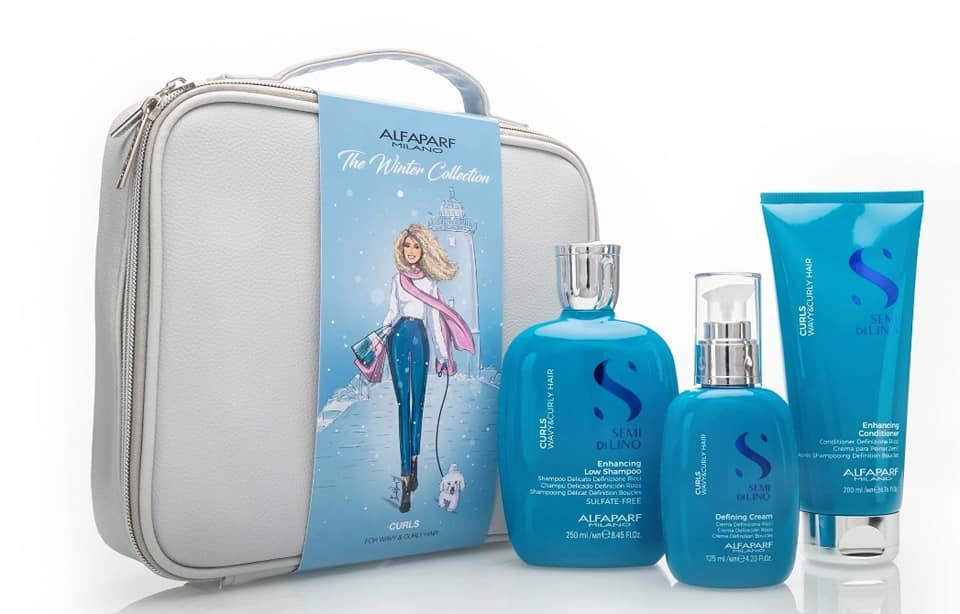 ALFAPARF
MILANO
The Winter Collection
CURLS
FOR WAVY & CURLY HAIR
CURLS
WAVY&CURLY HAIR
SEMI
DI LINO
Enhancing
Low Shampoo
Shampoo Delicato Definizione Ricci
Champú Delicado Definición Rizos
Shampooing Délicat Définition Boucles
SULFATE-FREE
ALFAPARF
MILANO
250 ml/ 8.45 Fl.Oz.
CURLS
WAVY&CURLY HAIR
SEMI
DI LINO
Defining Cream
Crema Definizione Ricci
Crema Definición Rizos
Crème Définition Boucles
ALFAPARF
MILANO
125 ml/ 4.23 Fl.Oz.
CURLS
WAVY&CURLY HAIR
SEMI
DI LINO
Enhancing
Conditioner
Conditioner Definizione Ricci
Crema para Peinar
Après Shampooing Définition Boucles
ALFAPARF
MILANO
200 ml/ 6.76 Fl.Oz.